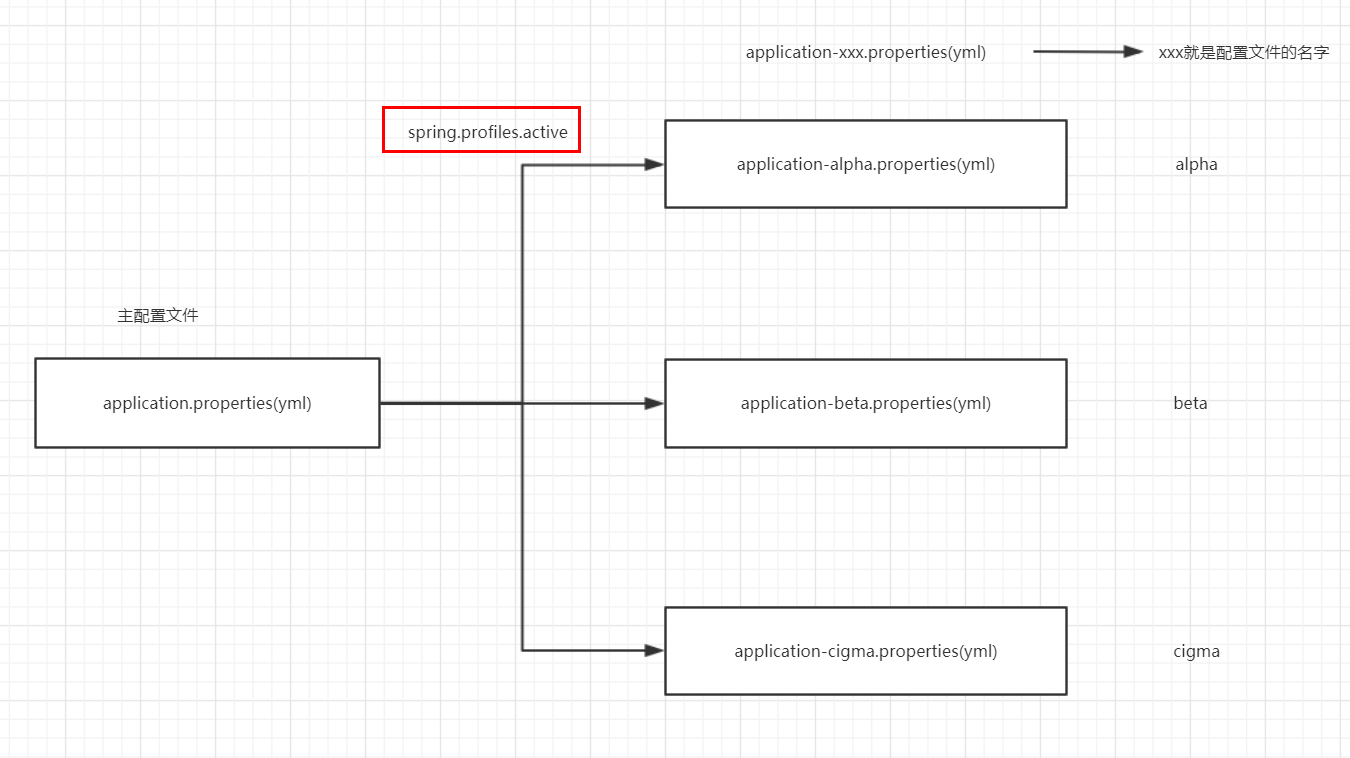 application-xxx.properties(yml)
xxx就是配置文件的名字
spring.profiles.active
application-alpha.properties(yml)
alpha
主配置文件
application.properties(yml)
application-beta.properties(yml)
beta
application-cigma.properties(yml)
cigma